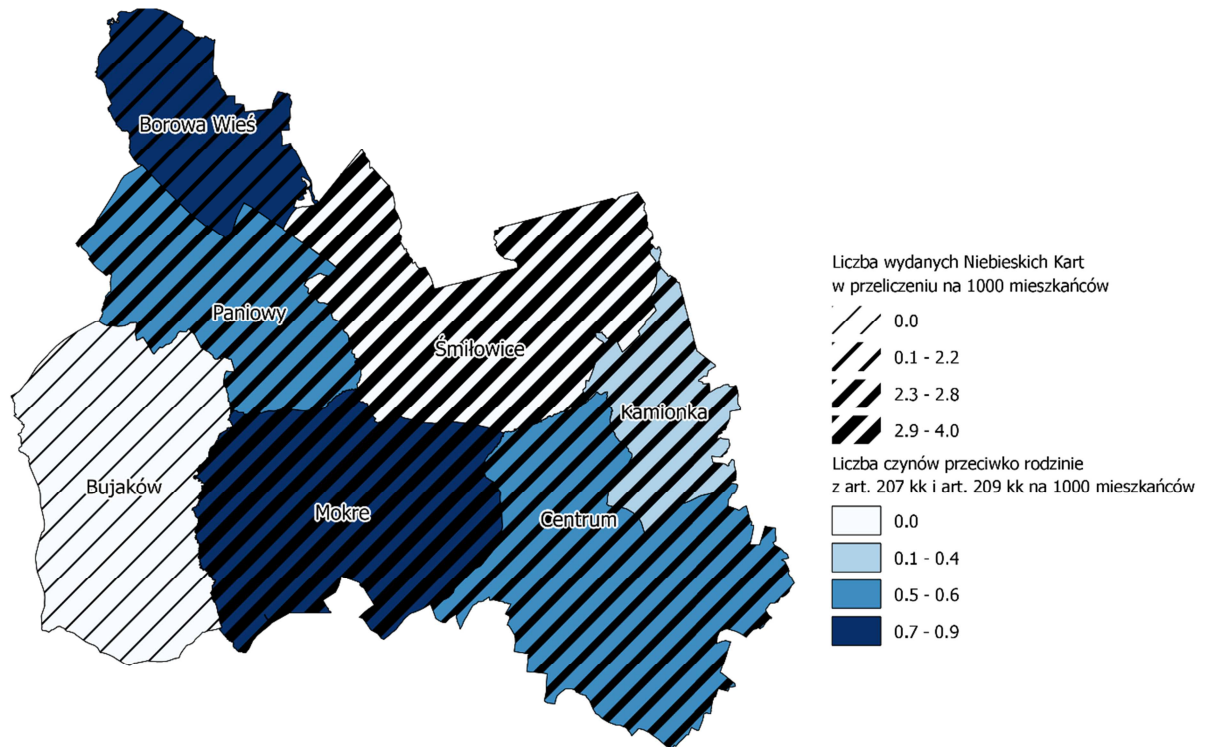 Borowa Wieś
Paniowy
Śmiłowice
Kamionka
Bujaków
Mokre
Centrum
Liczba wydanych Niebieskich Kart
w przeliczeniu na 1000 mieszkańców
0.0
0.1 - 2.2
2.3 - 2.8
2.9 - 4.0
Liczba czynów przeciwko rodzinie
z art. 207 kk i art. 209 kk na 1000 mieszkańców
0.0
0.1 - 0.4
0.5 - 0.6
0.7 - 0.9